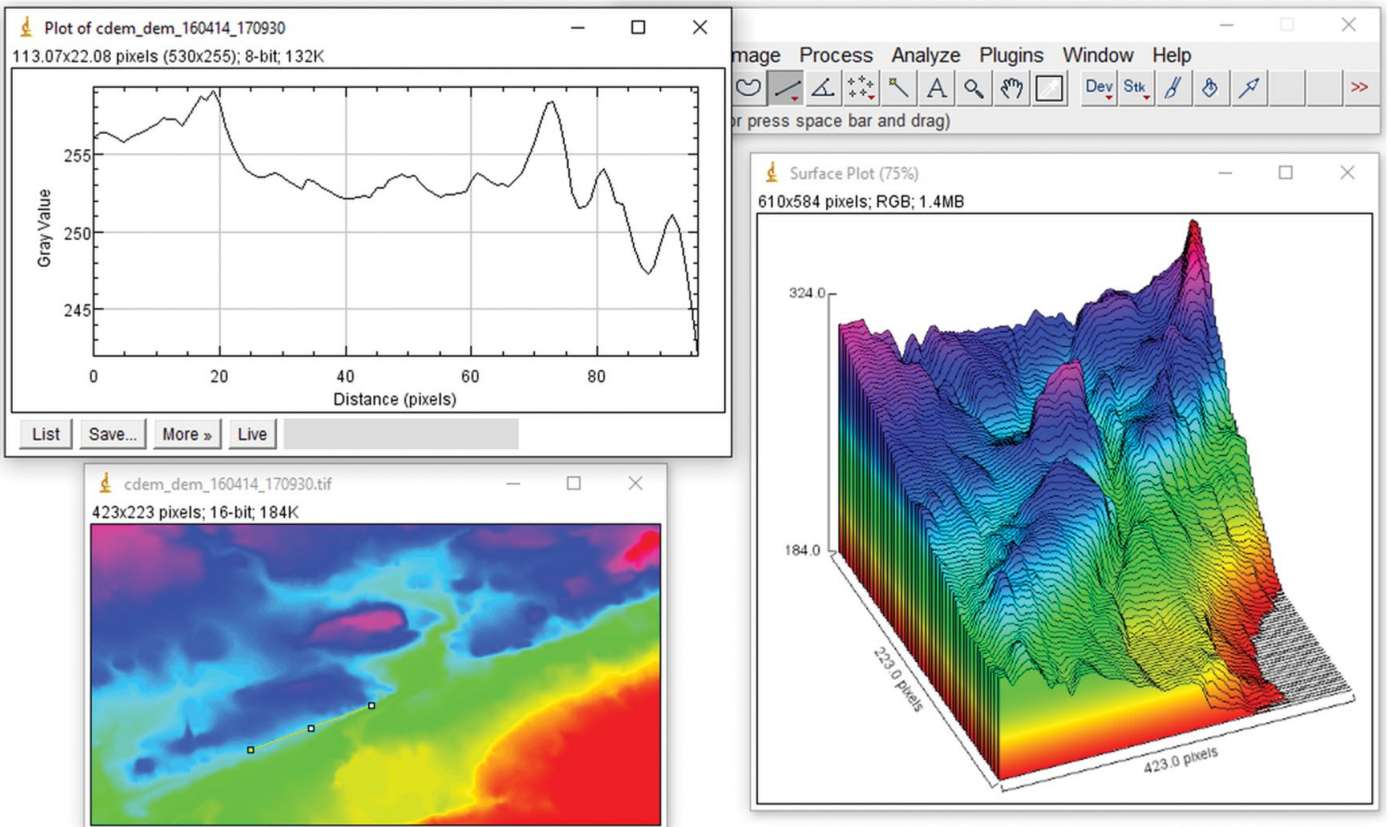 Plot of cdem_dem_160414_170930
113.07x22.08 pixels (530x255); 8-bit; 132K
255
250
245
Gray Value
0 20 40 60 80
Distance (pixels)
List Save... More » Live
Process Analyze Plugins Window Help
A Dev Stk >>
or press space bar and drag)
cdem_dem_160414_170930.tif
423x223 pixels; 16-bit; 184K
Surface Plot (75%)
610x584 pixels; RGB; 1.4MB
324.0
184.0
223.0 pixels
423.0 pixels